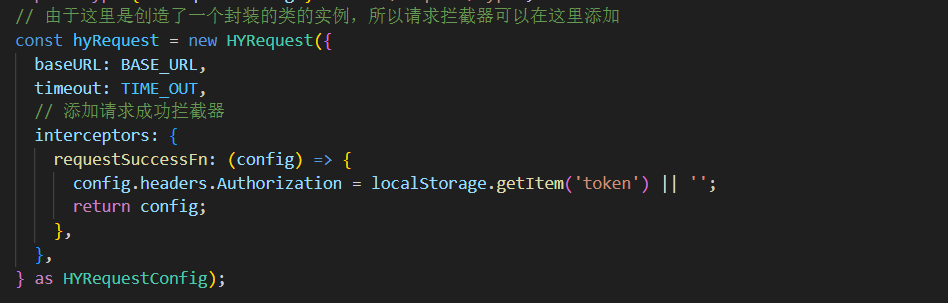 // 由于这里是创造了一个封装的类的实例，所以请求拦截器可以在这里添加
const hyRequest = new HYRequest({
  baseURL: BASE_URL,
  timeout: TIME_OUT,
  // 添加请求成功拦截器
  interceptors: {
    requestSuccessFn: (config) => {
      config.headers.Authorization = localStorage.getItem('token') || '';
      return config;
    },
  },
} as HYRequestConfig);